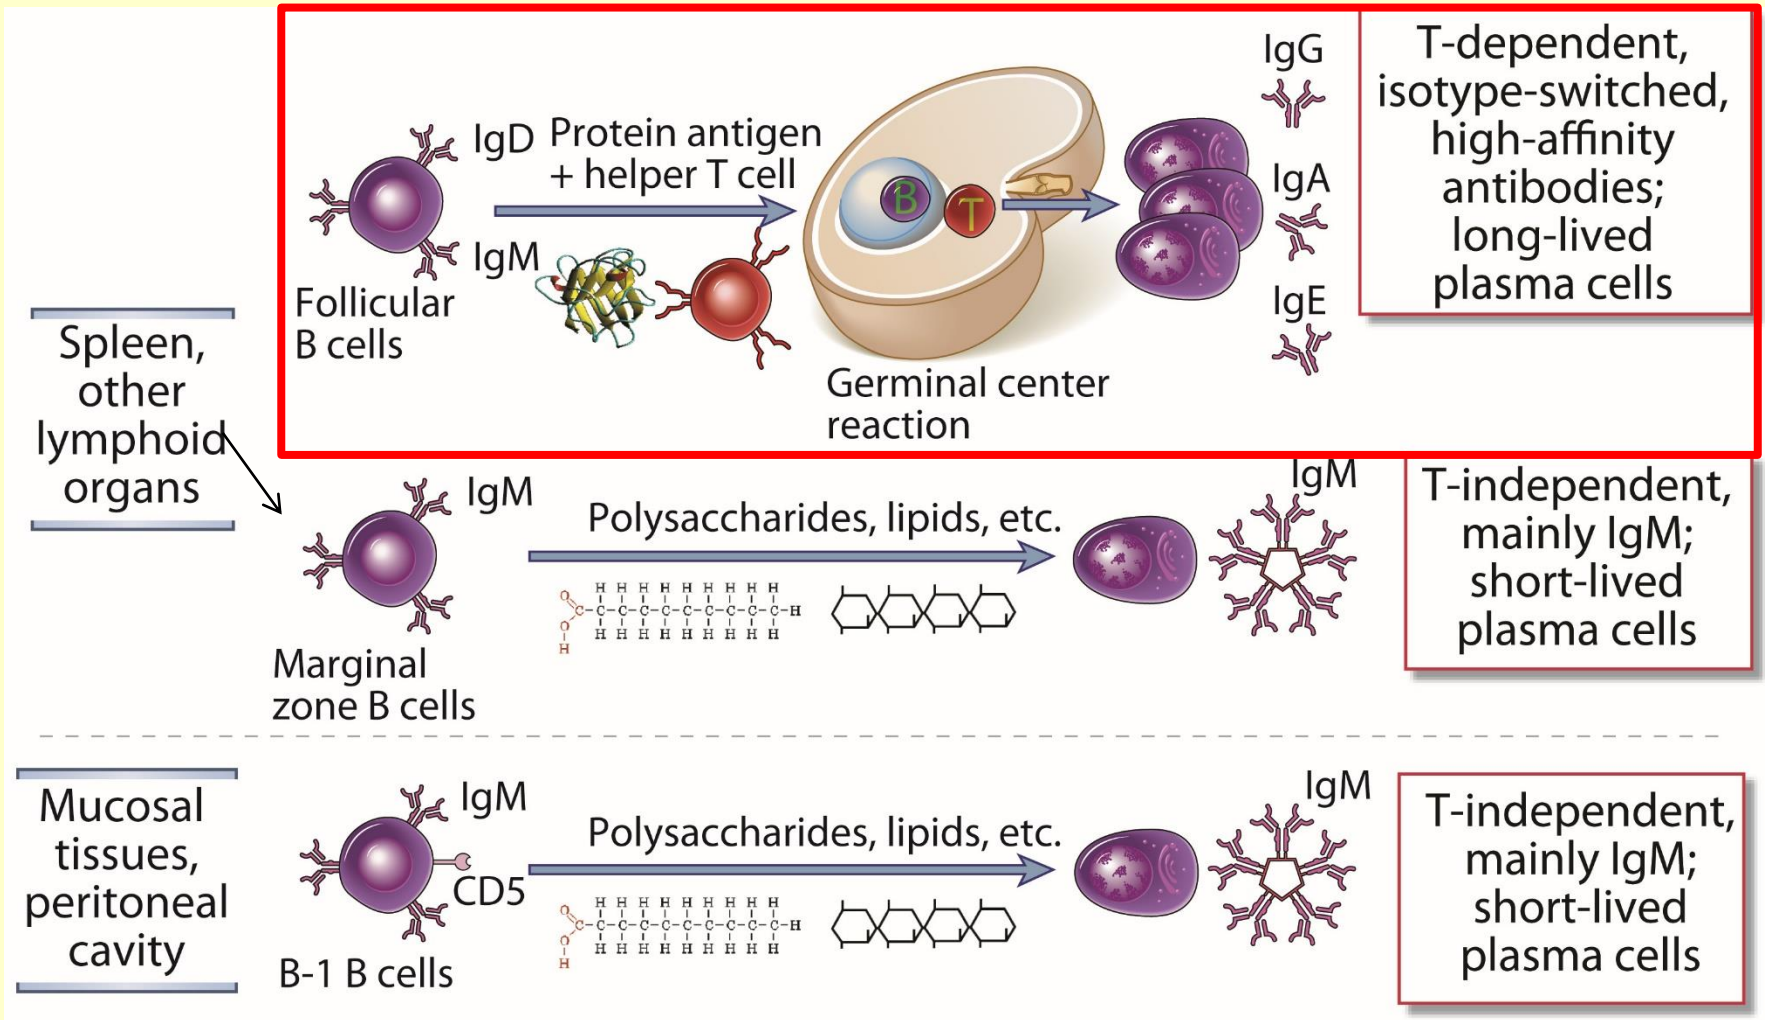 Spleen,
other
lymphoid
organs
IgD
IgM
Follicular
B cells
Protein antigen
+ helper T cell
B
T
Germinal center
reaction
IgG
IgA
IgE
T-dependent,
isotype-switched,
high-affinity
antibodies;
long-lived
plasma cells
IgM
Marginal
zone B cells
Polysaccharides, lipids, etc.
H H H H H H H H H
O
C-C-C-C-C-C-C-C-C-C-H
O
H H H H H H H H H
H
IgM
T-independent,
mainly IgM;
short-lived
plasma cells
Mucosal
tissues,
peritoneal
cavity
IgM
CD5
B-1 B cells
Polysaccharides, lipids, etc.
H H H H H H H H H
O
C-C-C-C-C-C-C-C-C-C-H
O
H H H H H H H H H
H
IgM
T-independent,
mainly IgM;
short-lived
plasma cells